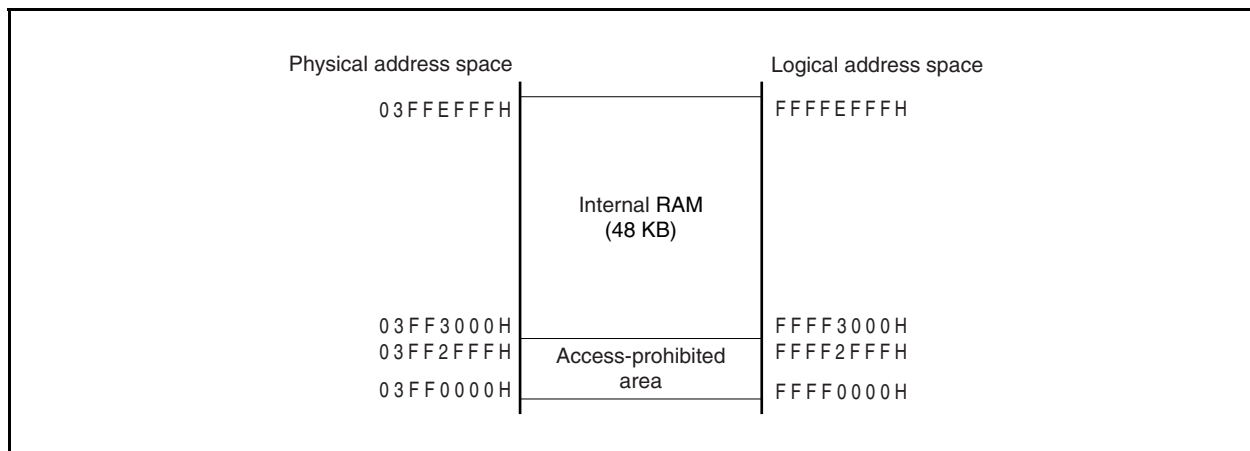 Physical address space
Logical address space
03FFEFFFH
FFFFEFFFH
Internal RAM
(48 KB)
03FF3000H
FFFF3000H
03FF2FFFH
Access-prohibited
area
FFFF2FFFH
03FF0000H
FFFF0000H